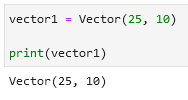 vector1 = Vector(25, 10)
print(vector1)
Vector(25, 10)